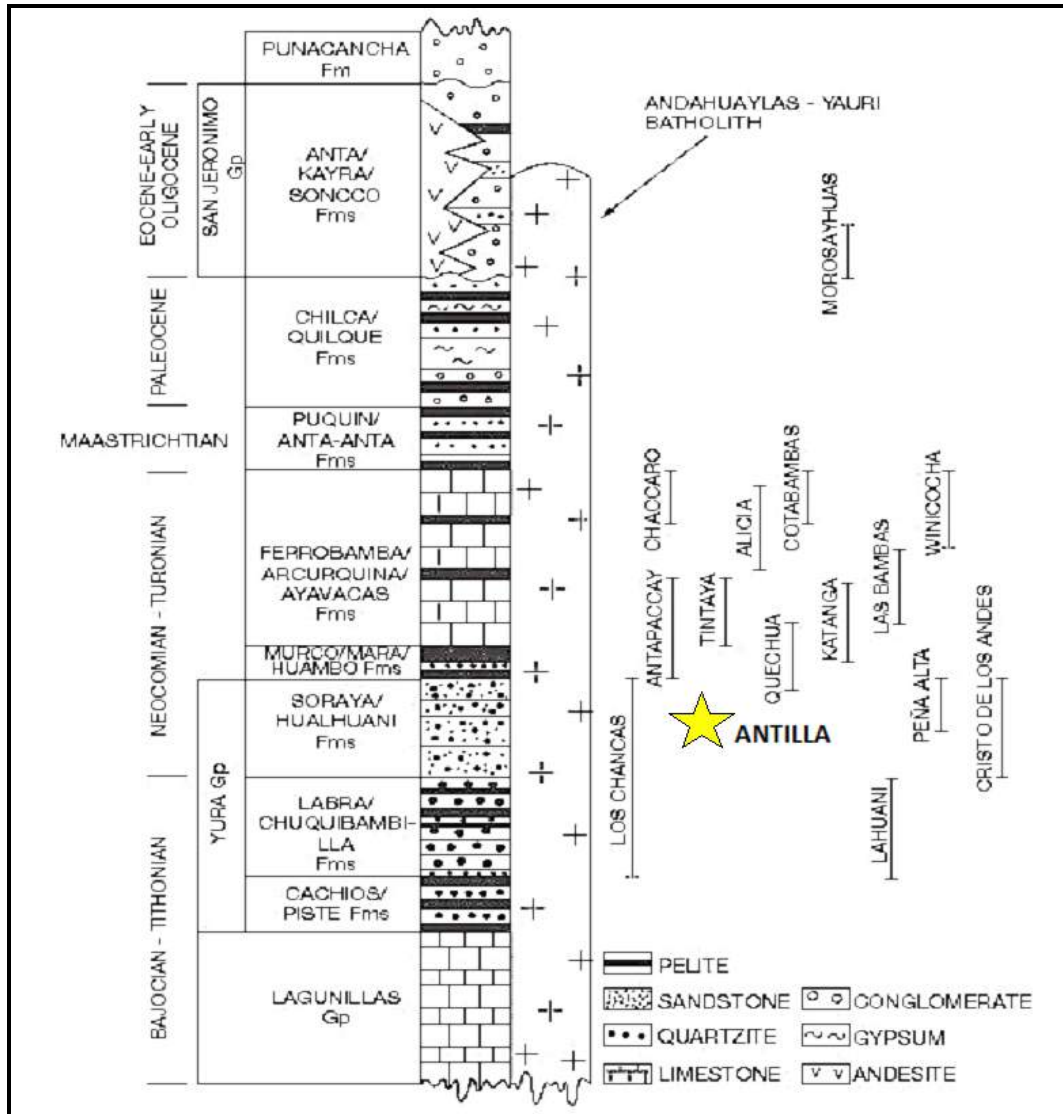 PUNACANCHA
Fm
ANDAHUAYLAS - YAURI
BATHOLITH
EOCENE-EARLY
OLIGOCENE
SAN JERONIMO
Gp
ANTA/
KAYRA/
SONCCO
Fms
MOROSAYHUAS
PALEOCENE
CHILCA/
QUILQUE
Fms
MAASTRICHTIAN
PUQUIN/
ANTA-ANTA
Fms
NEOCOMIAN - TURONIAN
FERROBAMBA/
ARCURQUINA/
AYAVACAS
Fms
CHACCARO
ALICIA
COTABAMBAS
WINICOCHA
ANTAPACCAY
TINTAYA
QUECHUA
KATANGA
LAS BAMBAS
MURCO/MARA/
HUAMBO Fms
YURA Gp
SORAYA/
HUALHUANI
Fms
LOS CHANCAS
ANTILLA
PEÑA ALTA
CRISTO DE LOS ANDES
LAHUANI
BAJOCIAN - TITHONIAN
LABRA/
CHUQUIBAMBI-
LLA
Fms
CACHIOS/
PISTE Fms
LAGUNILLAS
Gp
PELITE
SANDSTONE
CONGLOMERATE
QUARTZITE
GYPSUM
LIMESTONE
ANDESITE